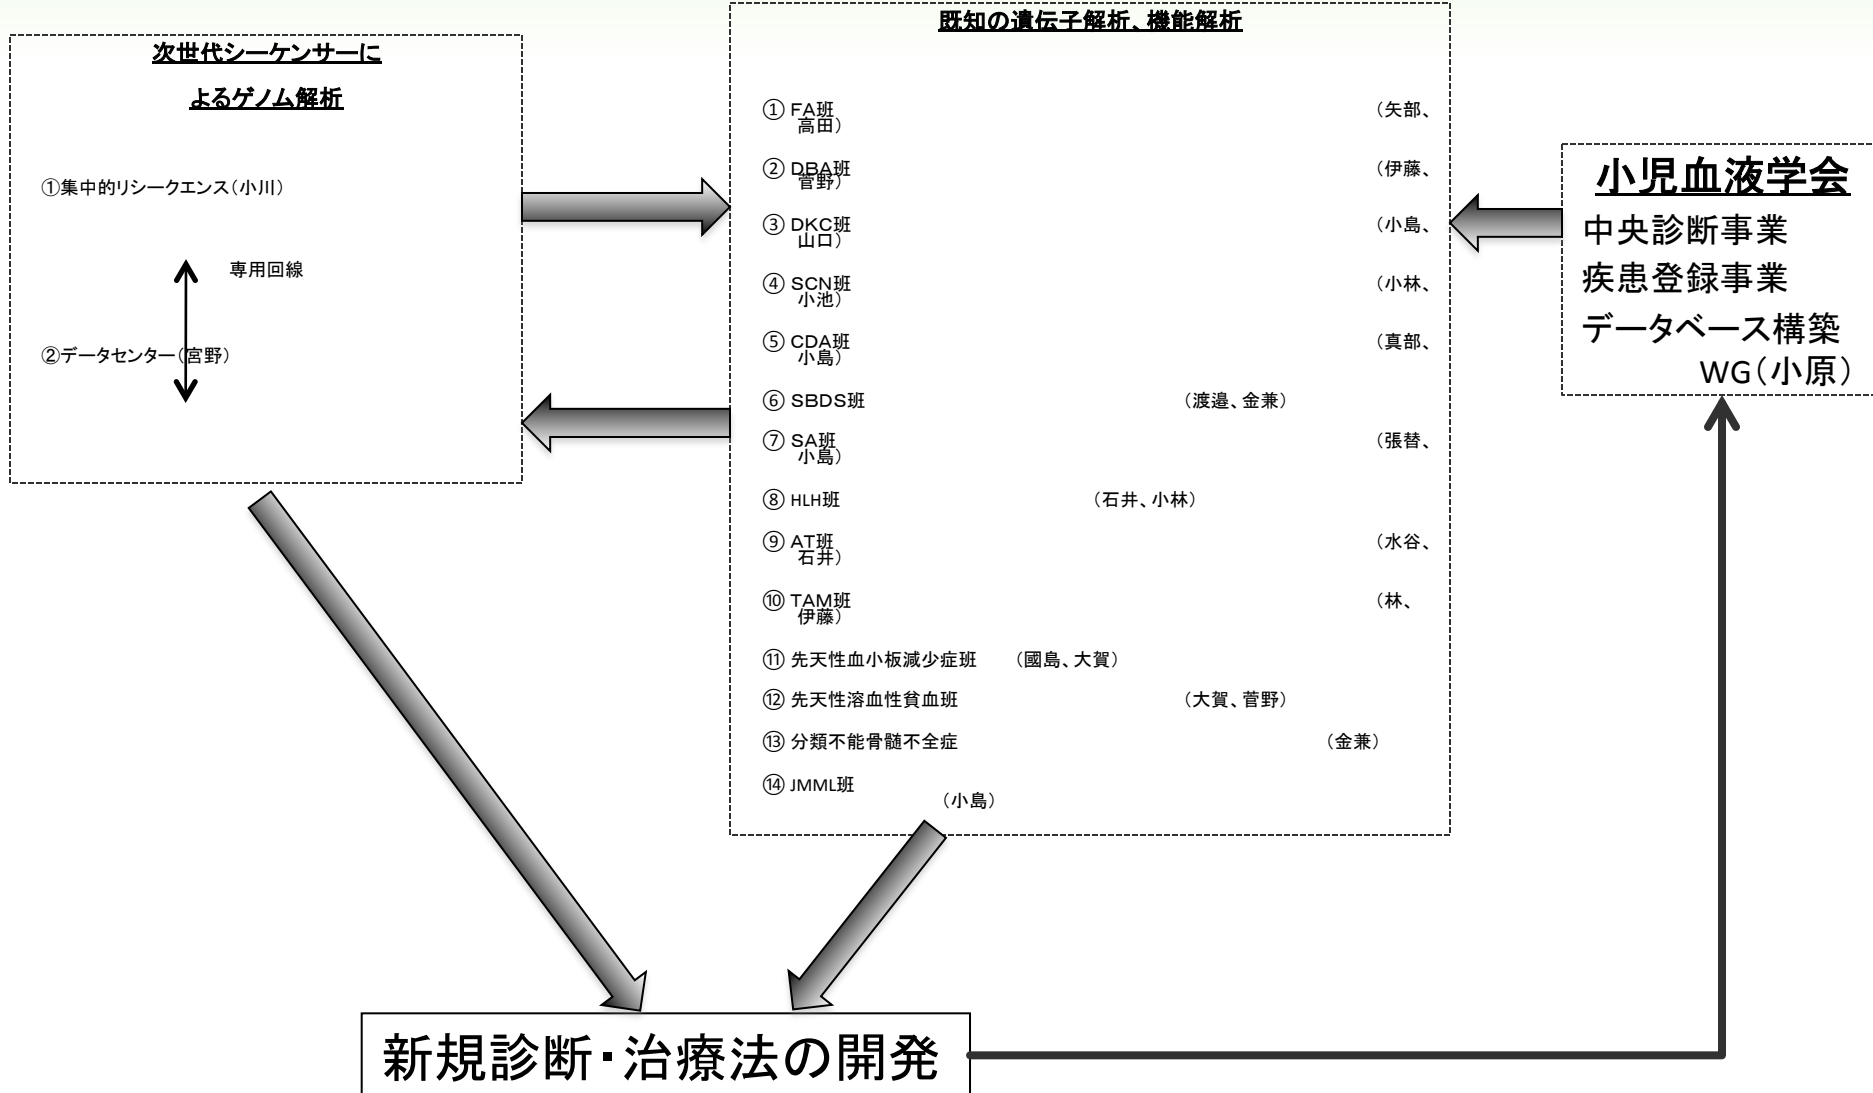 次世代シーケンサーに
よるゲノム解析
①集中的リシークエンス（小川）
専用回線
②データセンター（宮野）
既知の遺伝子解析、機能解析
① FA班 （矢部、
高田）
② DBA班 （伊藤、
菅野）
③ DKC班 （小島、
山口）
④ SCN班 （小林、
小池）
⑤ CDA班 （真部、
小島）
⑥ SBDS班 （渡邉、金兼）
⑦ SA班 （張替、
小島）
⑧ HLH班 （石井、小林）
⑨ AT班 （水谷、
石井）
⑩ TAM班 （林、
伊藤）
⑪ 先天性血小板減少症班 （國島、大賀）
⑫ 先天性溶血性貧血班 （大賀、菅野）
⑬ 分類不能骨髄不全症 （金兼）
⑭ JMML班
（小島）
小児血液学会
中央診断事業
疾患登録事業
データベース構築
WG（小原）
新規診断・治療法の開発